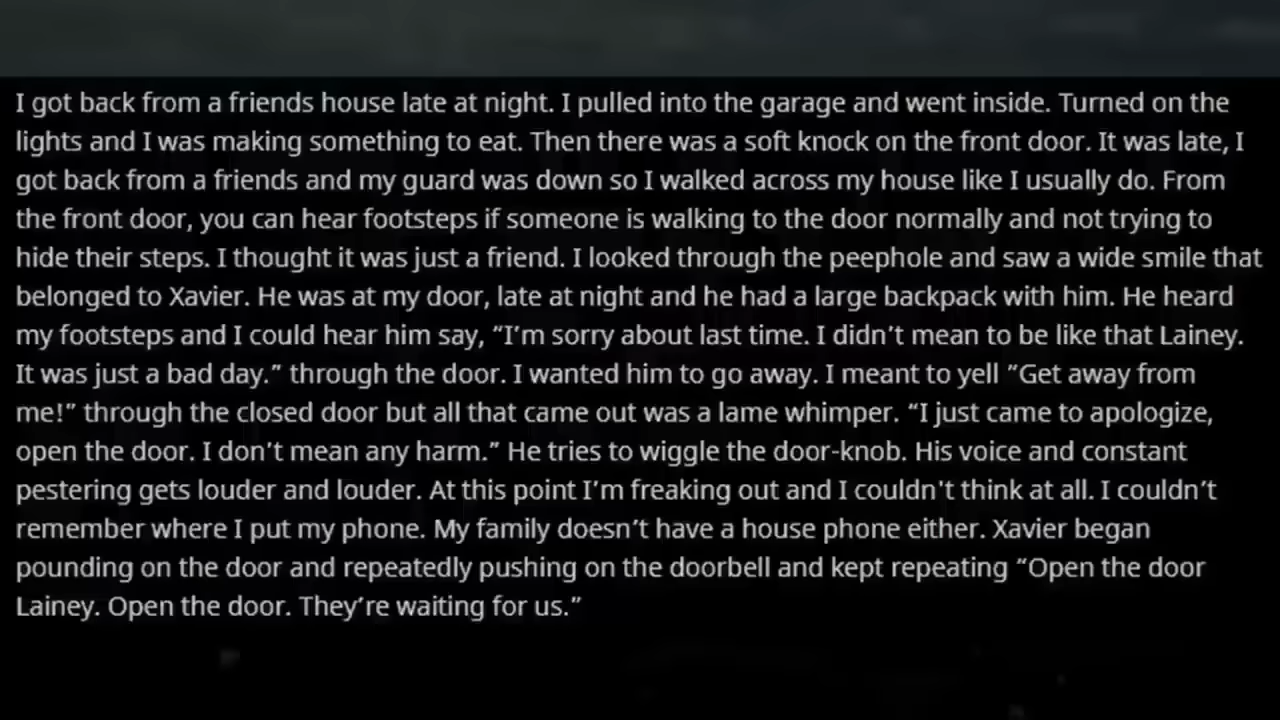 I got back from a friends house late at night. I pulled into the garage and went inside. Turned on the
lights and I was making something to eat. Then there was a soft knock on the front door. It was late, I
got back from a friends and my guard was down so I walked across my house like I usually do. From
the front door, you can hear footsteps if someone is walking to the door normally and not trying to
hide their steps. I thought it was just a friend. I looked through the peephole and saw a wide smile that
belonged to Xavier. He was at my door, late at night and he had a large backpack with him. He heard
my footsteps and I could hear him say, “I’m sorry about last time. I didn’t mean to be like that Lainey.
It was just a bad day.” through the door. I wanted him to go away. I meant to yell “Get away from
me!” through the closed door but all that came out was a lame whimper. “I just came to apologize,
open the door. I don’t mean any harm.” He tries to wiggle the door-knob. His voice and constant
pestering gets louder and louder. At this point I’m freaking out and I couldn't think at all. I couldn’t
remember where I put my phone. My family doesn’t have a house phone either. Xavier began
pounding on the door and repeatedly pushing on the doorbell and kept repeating “Open the door
Lainey. Open the door. They’re waiting for us.”